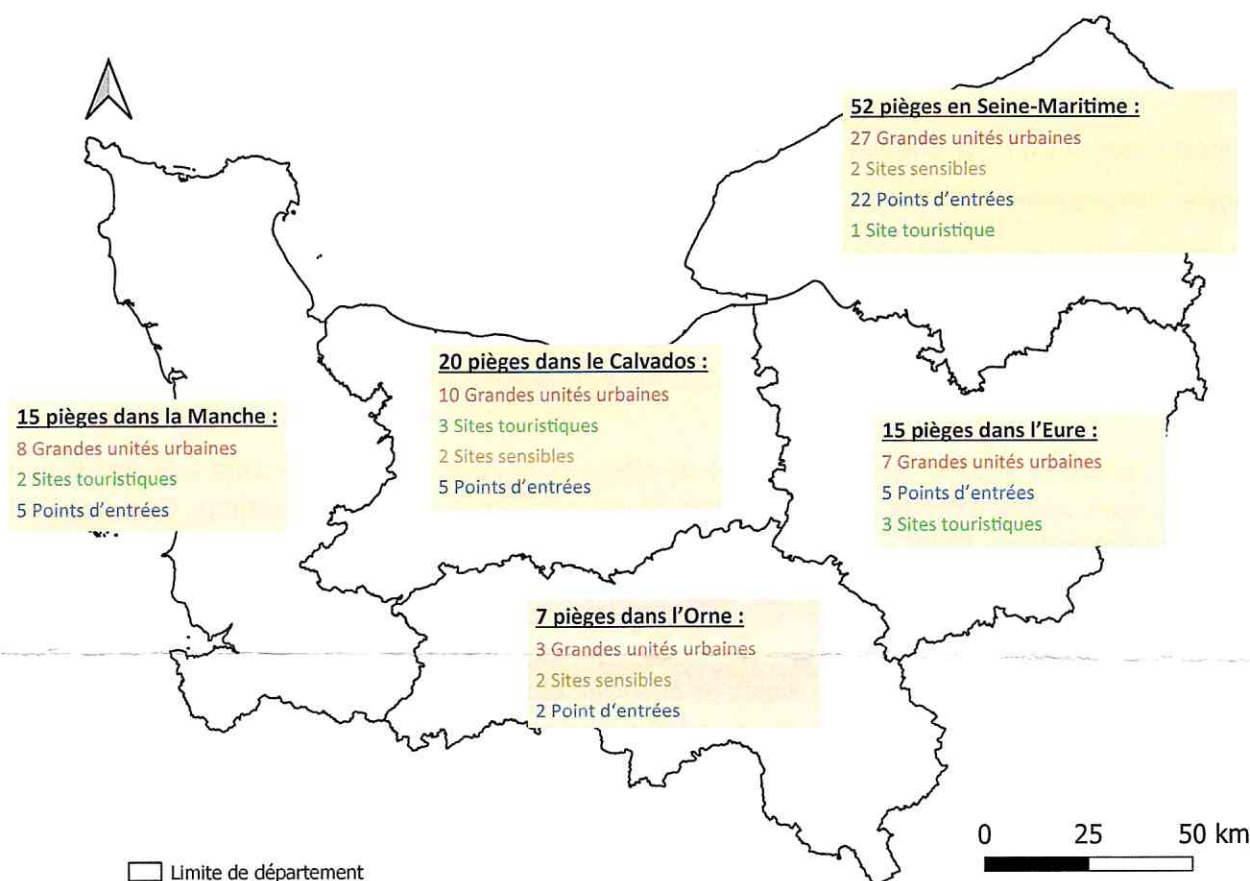 52 pièges en Seine-Maritime :
27 Grandes unités urbaines
2 Sites sensibles
22 Points d'entrées
1 Site touristique
20 pièges dans le Calvados :
10 Grandes unités urbaines
3 Sites touristiques
2 Sites sensibles
5 Points d'entrées
15 pièges dans la Manche :
8 Grandes unités urbaines
2 Sites touristiques
5 Points d'entrées
15 pièges dans l'Eure :
7 Grandes unités urbaines
5 Points d'entrées
3 Sites touristiques
7 pièges dans l'Orne :
3 Grandes unités urbaines
2 Sites sensibles
2 Point d'entrées
0 25 50 km
Limite de département